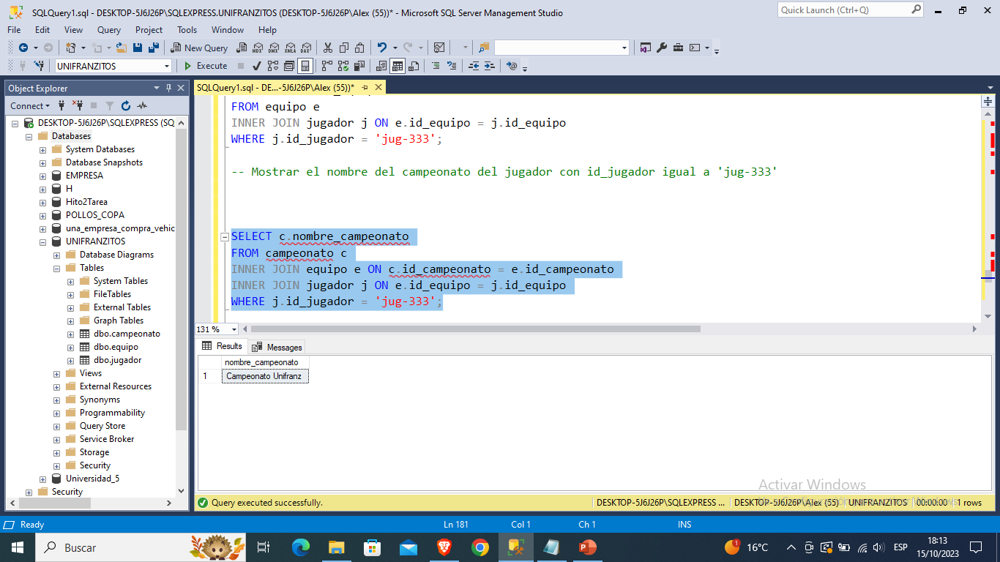 SQLQuery1.sql - DESKTOP-5J6J26P\SQLEXPRESS.UNIFRANZITOS (DESKTOP-5J6J26P\Alex (55))* - Microsoft SQL Server Management Studio
Quick Launch (Ctrl+Q)
File Edit View Query Project Tools Window Help
New Query
MDX DMX XMLA DAX
UNIFRANZITOS
Execute
Object Explorer
Connect
DESKTOP-5J6J26P\SQLEXPRESS (SQ
Databases
System Databases
Database Snapshots
EMPRESA
H
Hito2Tarea
POLLOS_COPA
una_empresa_compra_vehic
UNIFRANZITOS
Database Diagrams
Tables
System Tables
FileTables
External Tables
Graph Tables
dbo.campeonato
dbo.equipo
dbo.jugador
Views
External Resources
Synonyms
Programmability
Query Store
Service Broker
Storage
Security
Universidad_5
Security
SQLQuery1.sql - DE...-5J6J26P\Alex (55))*
FROM equipo e
INNER JOIN jugador j ON e.id_equipo = j.id_equipo
WHERE j.id_jugador = 'jug-333';
-- Mostrar el nombre del campeonato del jugador con id_jugador igual a 'jug-333'
SELECT c.nombre_campeonato
FROM campeonato c
INNER JOIN equipo e ON c.id_campeonato = e.id_campeonato
INNER JOIN jugador j ON e.id_equipo = j.id_equipo
WHERE j.id_jugador = 'jug-333';
131 %
Results Messages
nombre_campeonato
1 Campeonato Unifranz
Activar Windows
Query executed successfully.
DESKTOP-5J6J26P\SQLEXPRESS ... DESKTOP-5J6J26P\Alex (55) UNIFRANZITOS 00:00:00 1 rows
Ready
Ln 181 Col 1 Ch 1 INS
Buscar
16°C
ESP
18:13
15/10/2023